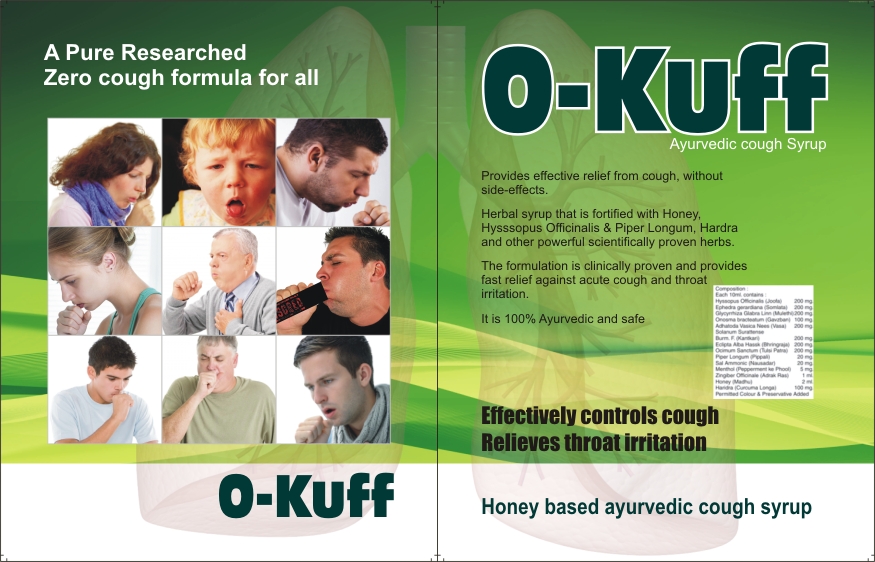 A Pure Researched
Zero cough formula for all
O-Kuff
O-Kuff
Ayurvedic cough Syrup
Provides effective relief from cough, without
side-effects.
Herbal syrup that is fortified with Honey,
Hysssopus Officinalis & Piper Longum, Hardra
and other powerful scientifically proven herbs.
The formulation is clinically proven and provides
fast relief against acute cough and throat
irritation.
It is 100% Ayurvedic and safe
Composition :
Each 10ml. contains :
Hyssopus Officinalis (Joofa) 200 mg.
Ephedra gerardiana (Somlata) 200 mg.
Glycyrrhiza Glabra Linn (Mulethi) 200 mg.
Onosma bracteatum (Gavzban) 100 mg.
Adhatoda Vasica Nees (Vasa) 200 mg.
Solanum Surattense
Burm. F. (Kantkari) 200 mg.
Eclipta Alba Hassk (Bhringraja) 200 mg.
Ocimum Sanctum (Tulsi Patra) 200 mg.
Piper Longum (Pippali) 20 mg.
Sal Ammonic (Nausadar) 20 mg.
Menthol (Pepperment ke Phool) 5 mg.
Zingiber Officinale (Adrak Ras) 1 ml.
Honey (Madhu) 2 ml.
Haridra (Curcuma Longa) 100 mg.
Permitted Colour & Preservative Added
Effectively controls cough
Relieves throat irritation
Honey based ayurvedic cough syrup